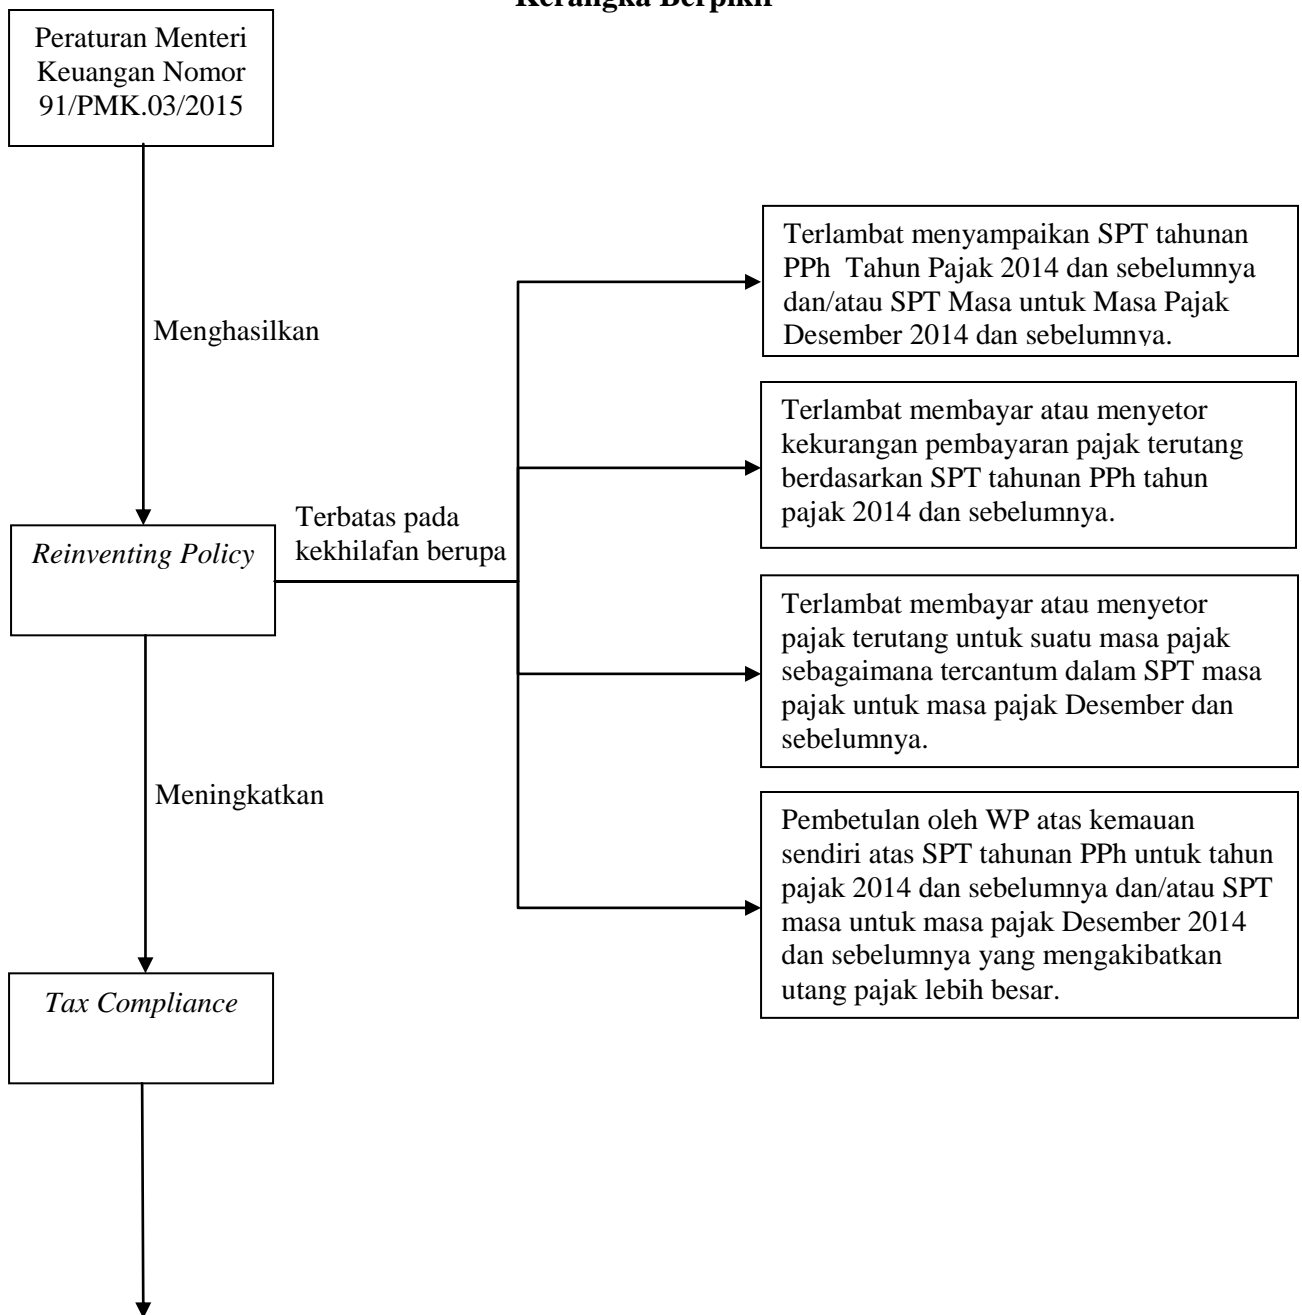 Kerangka Berpikir
Peraturan Menteri
Keuangan Nomor
91/PMK.03/2015
Menghasilkan
Terlambat menyampaikan SPT tahunan
PPh Tahun Pajak 2014 dan sebelumnya
dan/atau SPT Masa untuk Masa Pajak
Desember 2014 dan sebelumnya.
Terlambat membayar atau menyetor
kekurangan pembayaran pajak terutang
berdasarkan SPT tahunan PPh tahun
pajak 2014 dan sebelumnya.
Reinventing Policy
Terbatas pada
kekhilafan berupa
Terlambat membayar atau menyetor
pajak terutang untuk suatu masa pajak
sebagaimana tercantum dalam SPT masa
pajak untuk masa pajak Desember dan
sebelumnya.
Meningkatkan
Pembetulan oleh WP atas kemauan
sendiri atas SPT tahunan PPh untuk tahun
pajak 2014 dan sebelumnya dan/atau SPT
masa untuk masa pajak Desember 2014
dan sebelumnya yang mengakibatkan
utang pajak lebih besar.
Tax Compliance